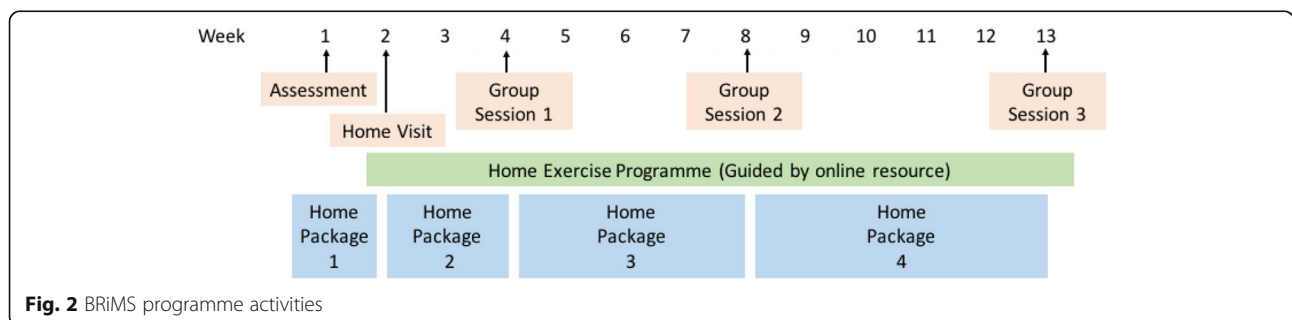 Week 1 2 3 4 5 6 7 8 9 10 11 12 13
Assessment
Home Visit
Group
Session 1
Group
Session 2
Group
Session 3
Home Exercise Programme (Guided by online resource)
Home
Package
1
Home
Package
2
Home
Package
3
Home
Package
4
Fig. 2 BRiMS programme activities